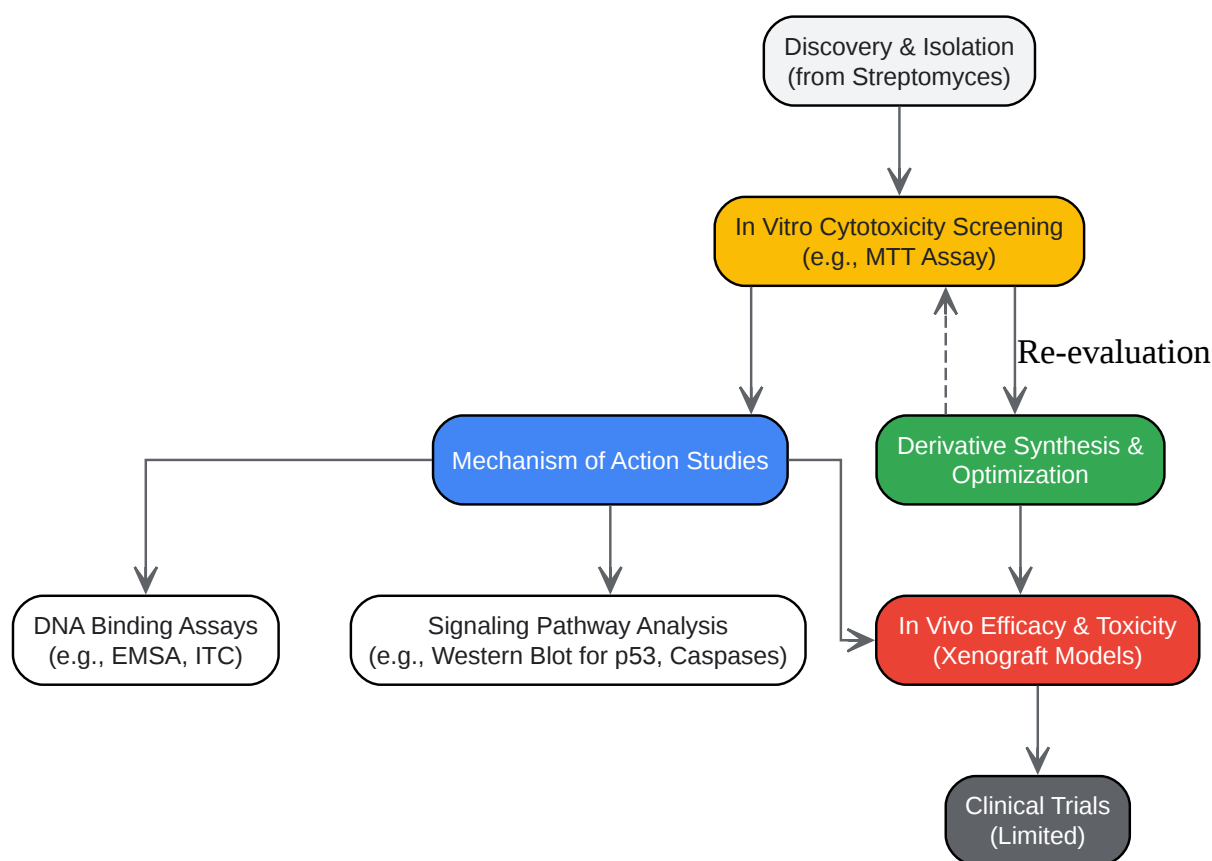 Discovery & Isolation
(from Streptomyces)
In Vitro Cytotoxicity Screening
(e.g., MTT Assay)
Re-evaluation
Mechanism of Action Studies
Derivative Synthesis &
Optimization
DNA Binding Assays
(e.g., EMSA, ITC)
Signaling Pathway Analysis
(e.g., Western Blot for p53, Caspases)
In Vivo Efficacy & Toxicity
(Xenograft Models)
Clinical Trials
(Limited)